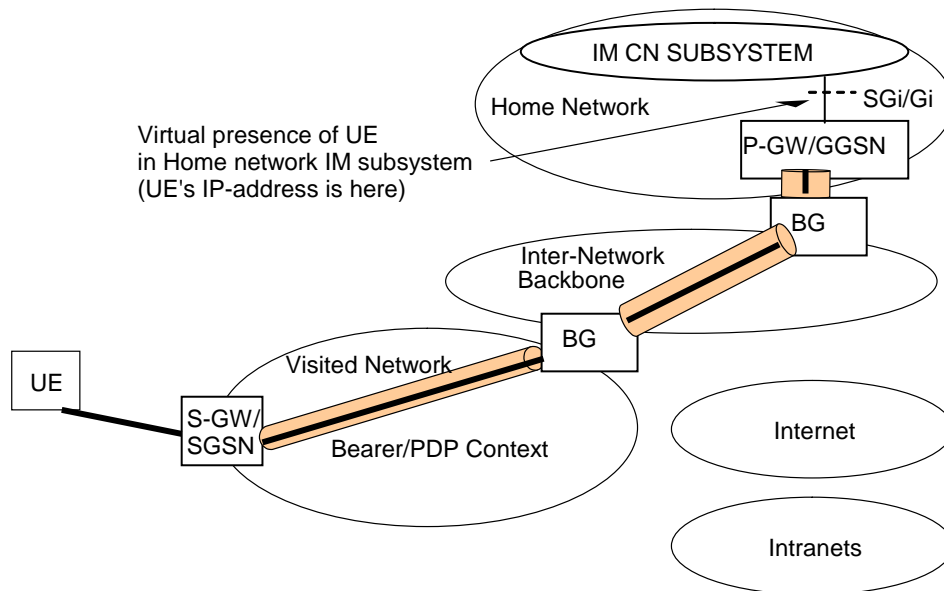 IM CN SUBSYSTEM
Home Network
SGi/Gi
Virtual presence of UE
in Home network IM subsystem
(UE's IP-address is here)
P-GW/GGSN
BG
Inter-Network
Backbone
BG
Visited Network
UE
S-GW/
SGSN
Bearer/PDP Context
Internet
Intranets